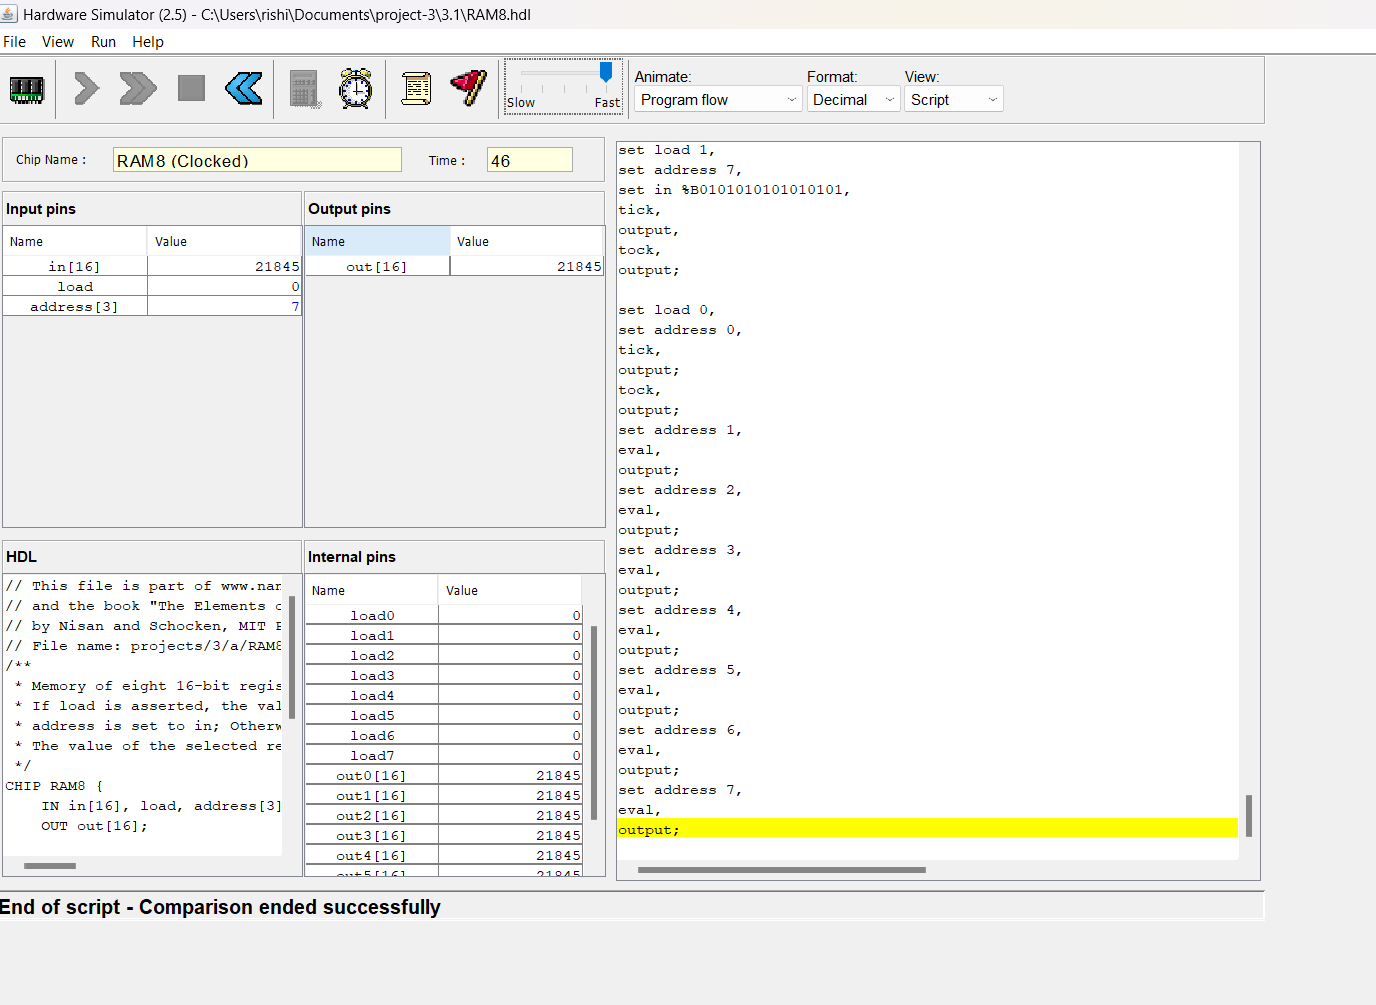 Hardware Simulator (2.5) - C:\Users\rishi\Documents\project-3\3.1\RAM8.hdl
File View Run Help
Slow Fast
Animate: Format: View:
Program flow Decimal Script
Chip Name : RAM8 (Clocked) Time : 46
Input pins
Name Value
in[16] 21845
load 0
address[3] 7
Output pins
Name Value
out[16] 21845
HDL
// This file is part of www.nan
// and the book "The Elements o
// by Nisan and Schocken, MIT P
// File name: projects/3/a/RAM8
/**
* Memory of eight 16-bit regis
* If load is asserted, the val
* address is set to in; Otherw
* The value of the selected re
*/
CHIP RAM8 {
IN in[16], load, address[3]
OUT out[16];
Internal pins
Name Value
load0 0
load1 0
load2 0
load3 0
load4 0
load5 0
load6 0
load7 0
out0[16] 21845
out1[16] 21845
out2[16] 21845
out3[16] 21845
out4[16] 21845
out5[16] 21845
set load 1,
set address 7,
set in %B0101010101010101,
tick,
output,
tock,
output;
set load 0,
set address 0,
tick,
output;
tock,
output;
set address 1,
eval,
output;
set address 2,
eval,
output;
set address 3,
eval,
output;
set address 4,
eval,
output;
set address 5,
eval,
output;
set address 6,
eval,
output;
set address 7,
eval,
output;
End of script - Comparison ended successfully